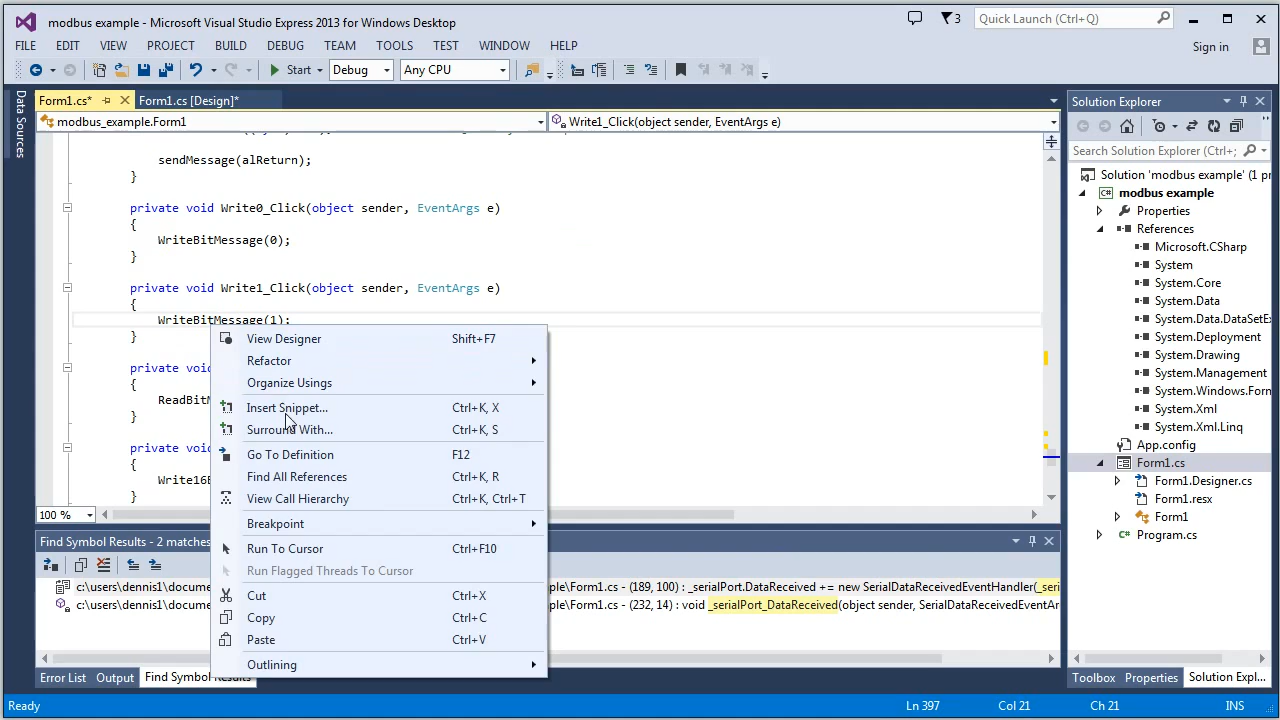 modbus example - Microsoft Visual Studio Express 2013 for Windows Desktop
3
Quick Launch (Ctrl+Q)
FILE EDIT VIEW PROJECT BUILD DEBUG TEAM TOOLS TEST WINDOW HELP
Sign in
Start Debug Any CPU
Data Sources
Form1.cs* Form1.cs [Design]*
modbus_example.Form1
Write1_Click(object sender, EventArgs e)
sendMessage(alReturn);
}
private void Write0_Click(object sender, EventArgs e)
{
WriteBitMessage(0);
}
private void Write1_Click(object sender, EventArgs e)
{
WriteBitMessage(1);
}
private void
{
ReadBitM
}
private void
{
Write16B
}
View Designer Shift+F7
Refactor
Organize Usings
Insert Snippet... Ctrl+K, X
Surround With... Ctrl+K, S
Go To Definition F12
Find All References Ctrl+K, R
View Call Hierarchy Ctrl+K, Ctrl+T
Breakpoint
Run To Cursor Ctrl+F10
Run Flagged Threads To Cursor
Cut Ctrl+X
Copy Ctrl+C
Paste Ctrl+V
Outlining
100 %
Find Symbol Results - 2 matches
c:\users\dennis1\docume
ple\Form1.cs - (189, 100) : _serialPort.DataReceived += new SerialDataReceivedEventHandler(_seri
c:\users\dennis1\docume
ple\Form1.cs - (232, 14) : void _serialPort_DataReceived(object sender, SerialDataReceivedEventAr
Error List Output Find Symbol Results
Solution Explorer
Search Solution Explorer (Ctrl+;
Solution 'modbus example' (1 pr
modbus example
Properties
References
Microsoft.CSharp
System
System.Core
System.Data
System.Data.DataSetEx
System.Deployment
System.Drawing
System.Management
System.Windows.Form
System.Xml
System.Xml.Linq
App.config
Form1.cs
Form1.Designer.cs
Form1.resx
Form1
Program.cs
Toolbox Properties Solution Expl...
Ready Ln 397 Col 21 Ch 21 INS